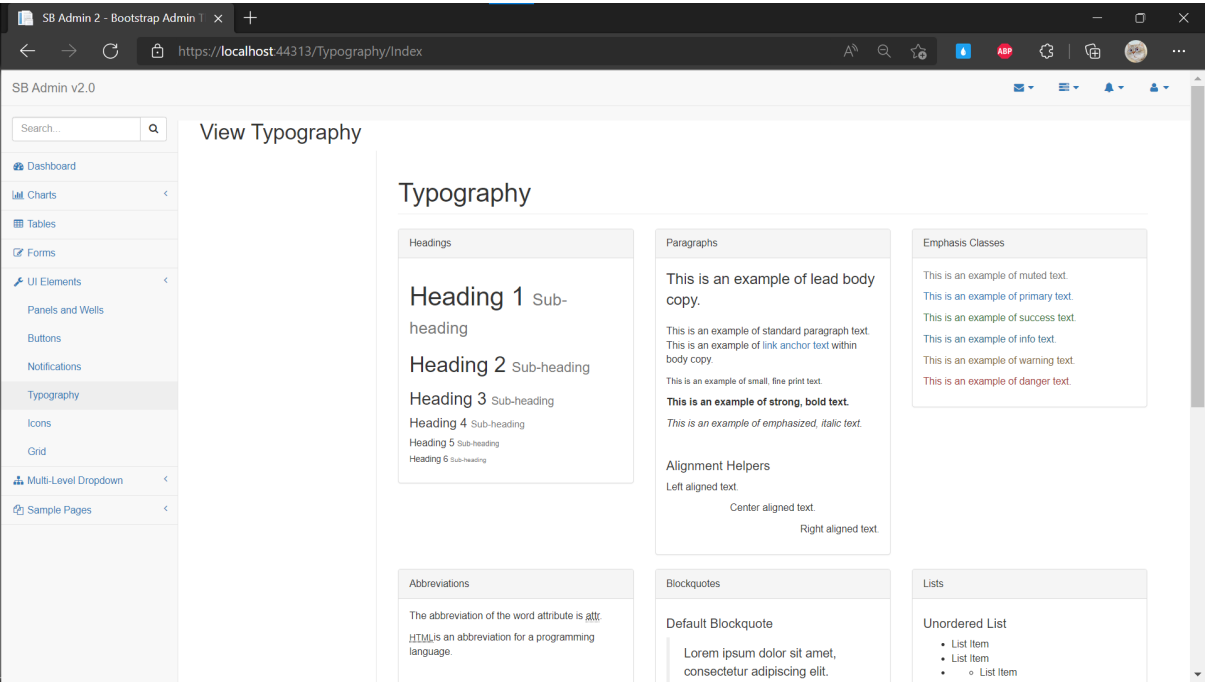 SB Admin 2 - Bootstrap Admin T
https://localhost:44313/Typography/Index
ABP
SB Admin v2.0
Search...
Dashboard
Charts
Tables
Forms
UI Elements
Panels and Wells
Buttons
Notifications
Typography
Icons
Grid
Multi-Level Dropdown
Sample Pages
View Typography
Typography
Headings
Heading 1 Sub-
heading
Heading 2 Sub-heading
Heading 3 Sub-heading
Heading 4 Sub-heading
Heading 5 Sub-heading
Heading 6 Sub-heading
Paragraphs
This is an example of lead body
copy.
This is an example of standard paragraph text.
This is an example of link anchor text within
body copy.
This is an example of small, fine print text.
This is an example of strong, bold text.
This is an example of emphasized, italic text.
Alignment Helpers
Left aligned text.
Center aligned text.
Right aligned text.
Emphasis Classes
This is an example of muted text.
This is an example of primary text.
This is an example of success text.
This is an example of info text.
This is an example of warning text.
This is an example of danger text.
Abbreviations
The abbreviation of the word attribute is attr.
HTML is an abbreviation for a programming
language.
Blockquotes
Default Blockquote
Lorem ipsum dolor sit amet,
consectetur adipiscing elit.
Lists
Unordered List
• List Item
• List Item
• ◦ List Item